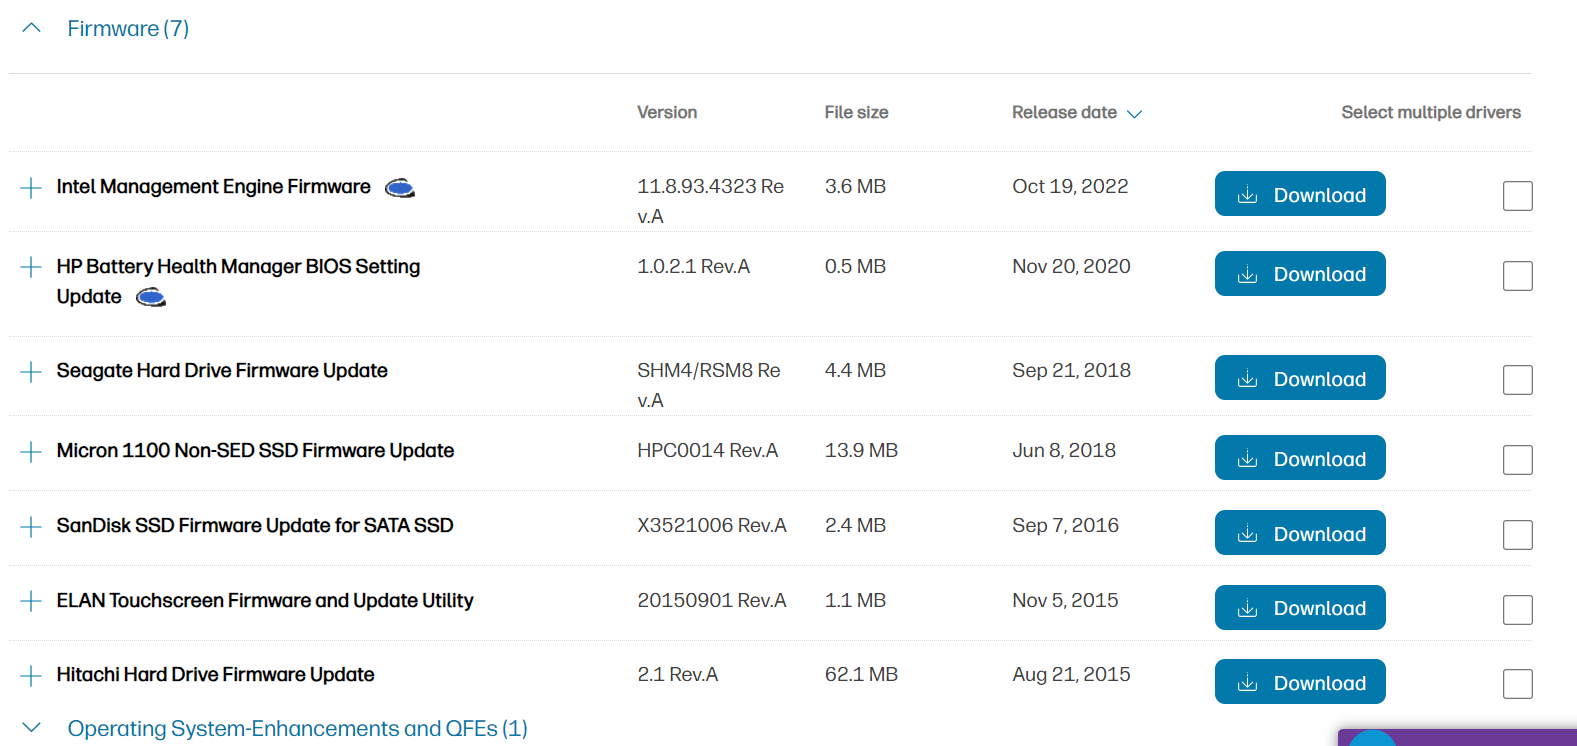 Firmware (7)
Version File size Release date Select multiple drivers
Intel Management Engine Firmware 11.8.93.4323 Re 3.6 MB Oct 19, 2022 Download
v.A
HP Battery Health Manager BIOS Setting 1.0.2.1 Rev.A 0.5 MB Nov 20, 2020 Download
Update
Seagate Hard Drive Firmware Update SHM4/RSM8 Re 4.4 MB Sep 21, 2018 Download
v.A
Micron 1100 Non-SED SSD Firmware Update HPC0014 Rev.A 13.9 MB Jun 8, 2018 Download
SanDisk SSD Firmware Update for SATA SSD X3521006 Rev.A 2.4 MB Sep 7, 2016 Download
ELAN Touchscreen Firmware and Update Utility 20150901 Rev.A 1.1 MB Nov 5, 2015 Download
Hitachi Hard Drive Firmware Update 2.1 Rev.A 62.1 MB Aug 21, 2015 Download
Operating System-Enhancements and QFEs (1)